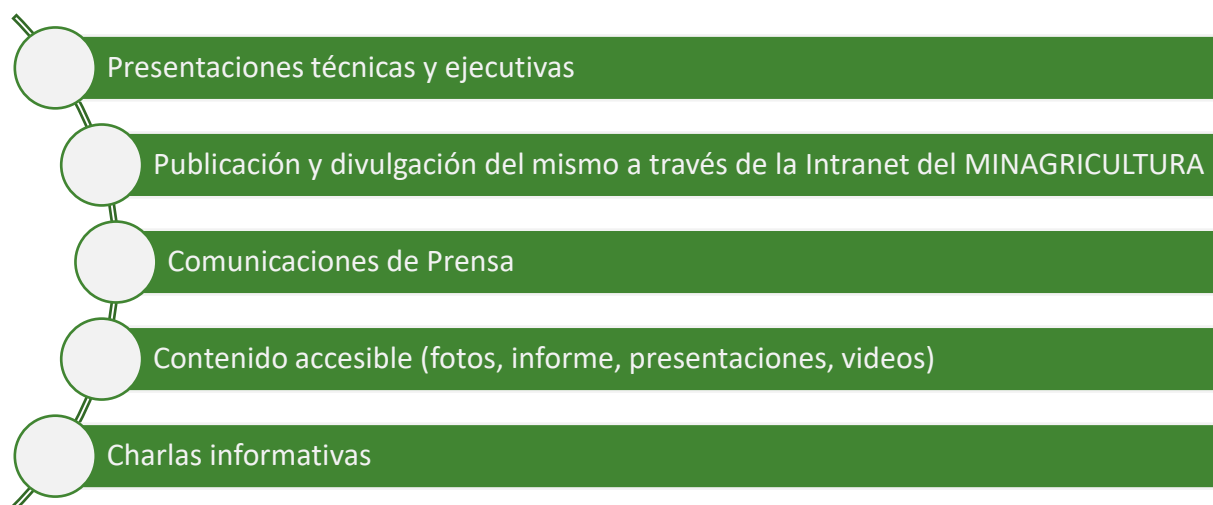 Presentaciones técnicas y ejecutivas
Publicación y divulgación del mismo a través de la Intranet del MINAGRICULTURA
Comunicaciones de Prensa
Contenido accesible (fotos, informe, presentaciones, videos)
Charlas informativas